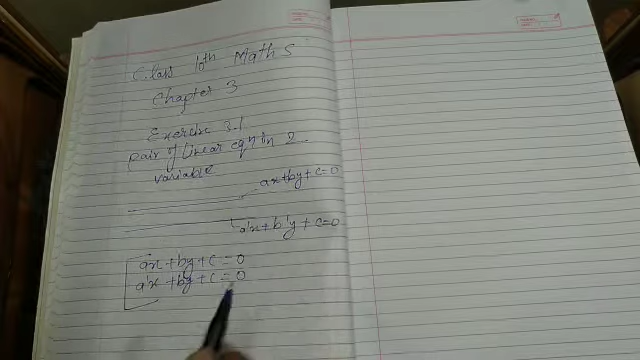 Class 10th Maths
Chapter 3
Exercise 3.1
pair of linear eqn in 2
variable
ax+by+c=0
a'x+b'y+c=0
ax+by+c=0
a'x+by+c=0